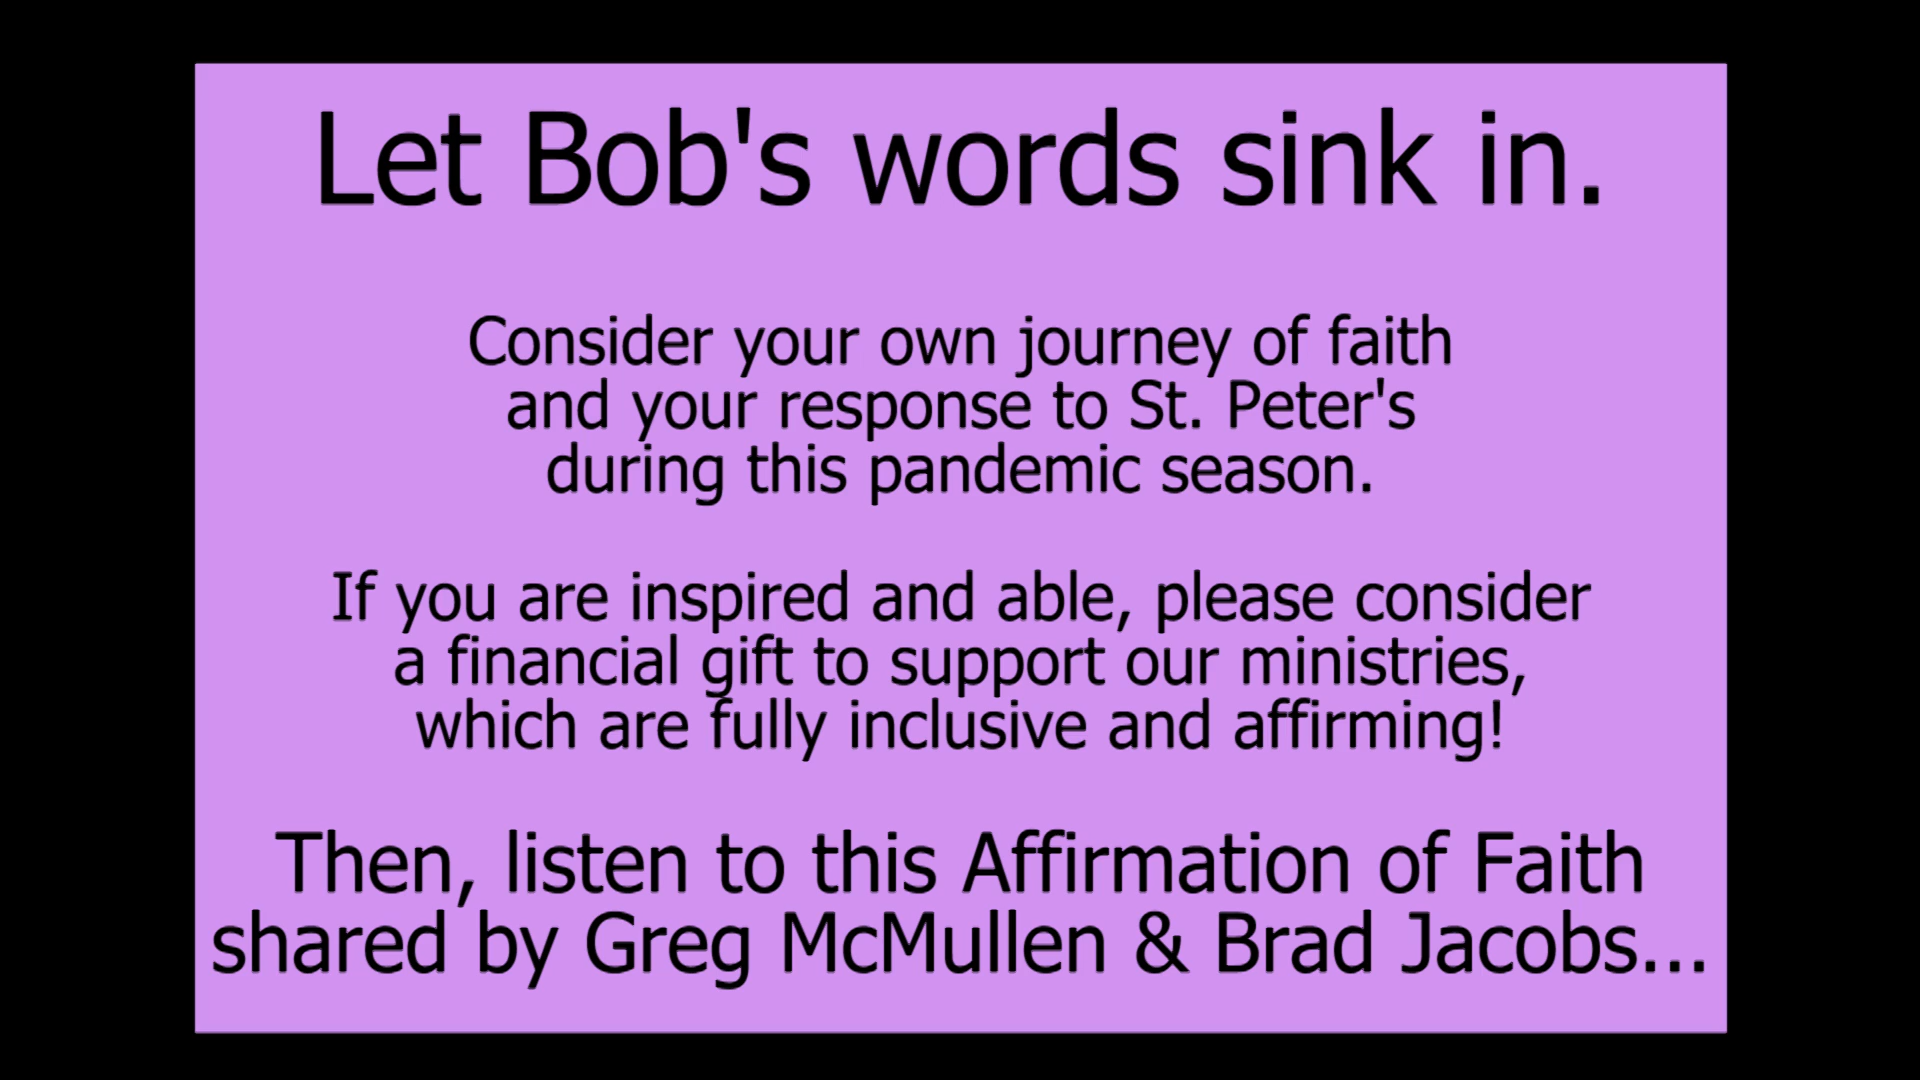 Let Bob's words sink in.
Consider your own journey of faith
and your response to St. Peter's
during this pandemic season.
If you are inspired and able, please consider
a financial gift to support our ministries,
which are fully inclusive and affirming!
Then, listen to this Affirmation of Faith
shared by Greg McMullen & Brad Jacobs...